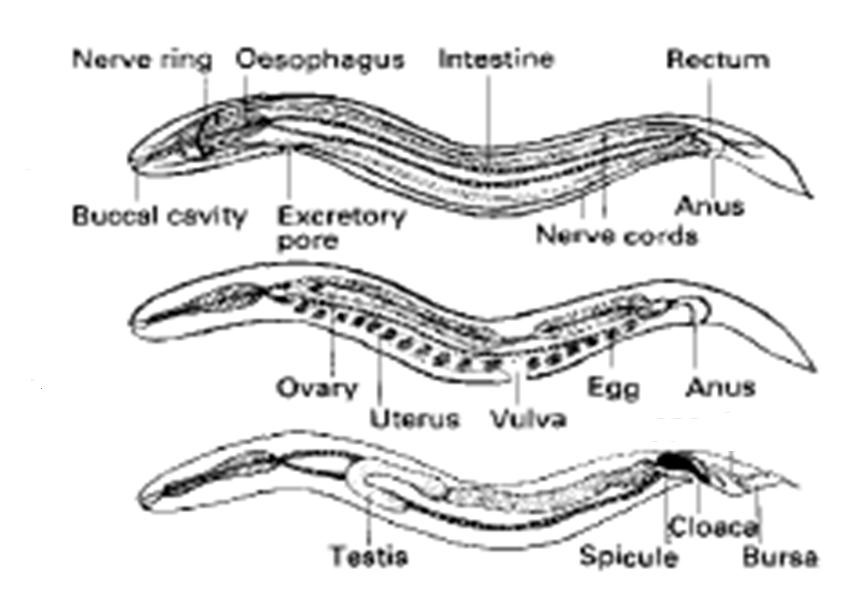 Nerve ring Oesophagus Intestine Rectum
Buccal cavity Excretory pore Nerve cords Anus
Ovary Uterus Vulva Egg Anus
Testis Spicule Cloaca Bursa